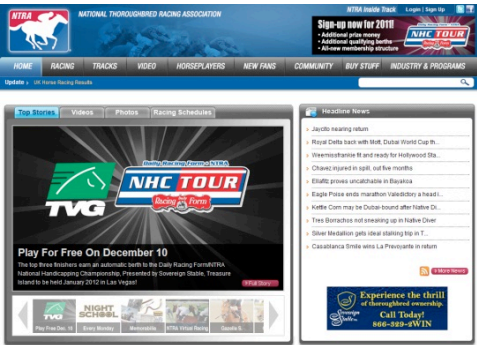 NTRA
NATIONAL THOROUGHBRED RACING ASSOCIATION
NTRA Inside Track
Login | Sign Up
Sign-up now for 2011!
• Additional prize money
• Additional qualifying berths
• All-new membership structure
NHC TOUR
HOME RACING TRACKS VIDEO HORSEPLAYERS NEW FANS COMMUNITY BUY STUFF INDUSTRY & PROGRAMS
Update : UK Horse Racing Results
Top Stories Videos Photos Racing Schedules
TVG
Daily Racing Form - NTRA
NHC TOUR
Racing Form
Play For Free On December 10
The top three finishers earn an automatic berth to the Daily Racing Form/NTRA
National Handicapping Championship, Presented by Sovereign Stable, Treasure
Island to be held January 2012 in Las Vegas!
Full Story
TVG
NIGHT SCHOOL
Play Free Dec. 10 Every Monday Memorabilia NTRA Virtual Racing
Headline News
Jaycito nearing return
Royal Delta back with Mott, Dubai World Cup th...
Weemissfrankie fit and ready for Hollywood Sta...
Chavez injured in spill, out five months
Ellafitz proves uncatchable in Bayakoa
Eagle Poise ends marathon Valedictory a head i...
Kettle Corn may be Dubai-bound after Native Di...
Tres Borrachos not sneaking up in Native Diver
Silver Medallion gets ideal stalking trip in T...
Casablanca Smile wins La Prevoyante in return
More News
Experience the thrill
of thoroughbred ownership.
Sovereign Stable
Call Today!
866-529-2WIN